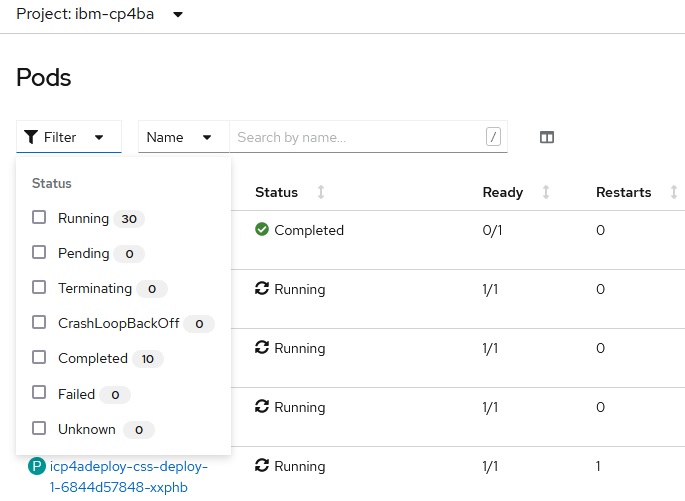 Project: ibm-cp4ba
Pods
Filter Name Search by name... /
Status
Running 30
Pending 0
Terminating 0
CrashLoopBackOff 0
Completed 10
Failed 0
Unknown 0
Status Ready Restarts
Completed 0/1 0
Running 1/1 0
Running 1/1 0
Running 1/1 0
P icp4adeploy-css-deploy-
1-6844d57848-xxphb
Running 1/1 1